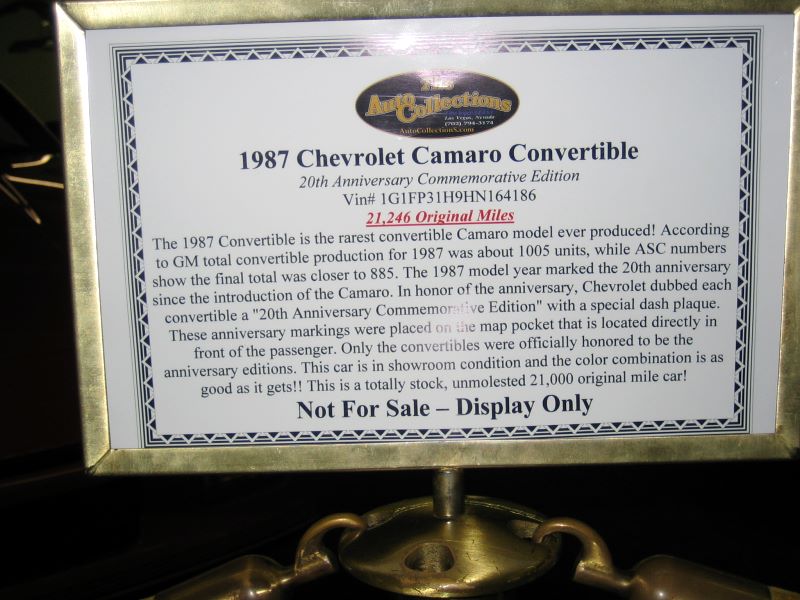 The
Auto Collections
Las Vegas, Nevada
(702) 794-3174
AutoCollectionS.com
1987 Chevrolet Camaro Convertible
20th Anniversary Commemorative Edition
Vin# 1G1FP31H9HN164186
21,246 Original Miles
The 1987 Convertible is the rarest convertible Camaro model ever produced! According
to GM total convertible production for 1987 was about 1005 units, while ASC numbers
show the final total was closer to 885. The 1987 model year marked the 20th anniversary
since the introduction of the Camaro. In honor of the anniversary, Chevrolet dubbed each
convertible a "20th Anniversary Commemorative Edition" with a special dash plaque.
These anniversary markings were placed on the map pocket that is located directly in
front of the passenger. Only the convertibles were officially honored to be the
anniversary editions. This car is in showroom condition and the color combination is as
good as it gets!! This is a totally stock, unmolested 21,000 original mile car!
Not For Sale – Display Only